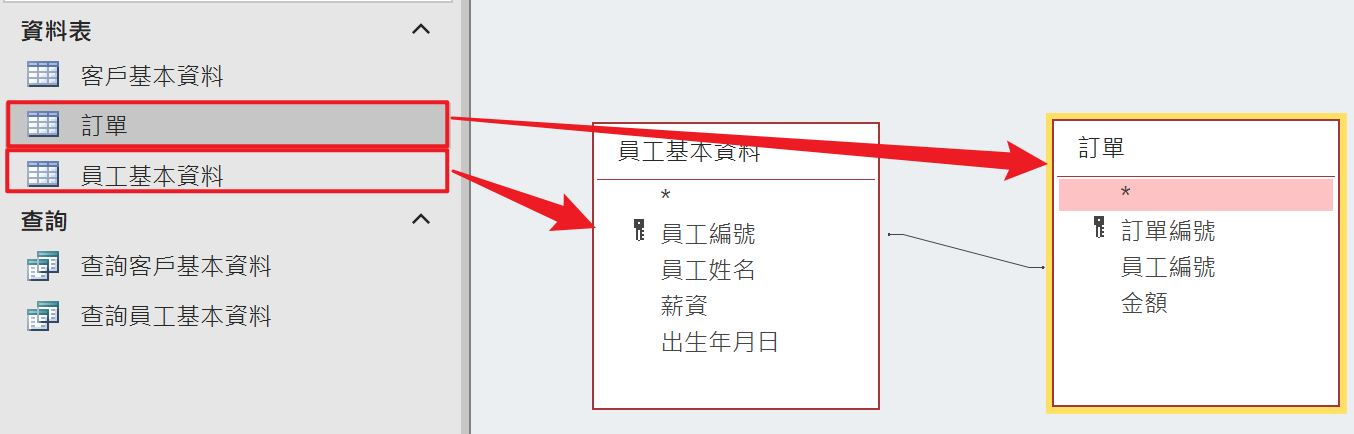 資料表
客戶基本資料
訂單
員工基本資料
查詢
查詢客戶基本資料
查詢員工基本資料
員工基本資料
*
員工編號
員工姓名
薪資
出生年月日
訂單
*
訂單編號
員工編號
金額